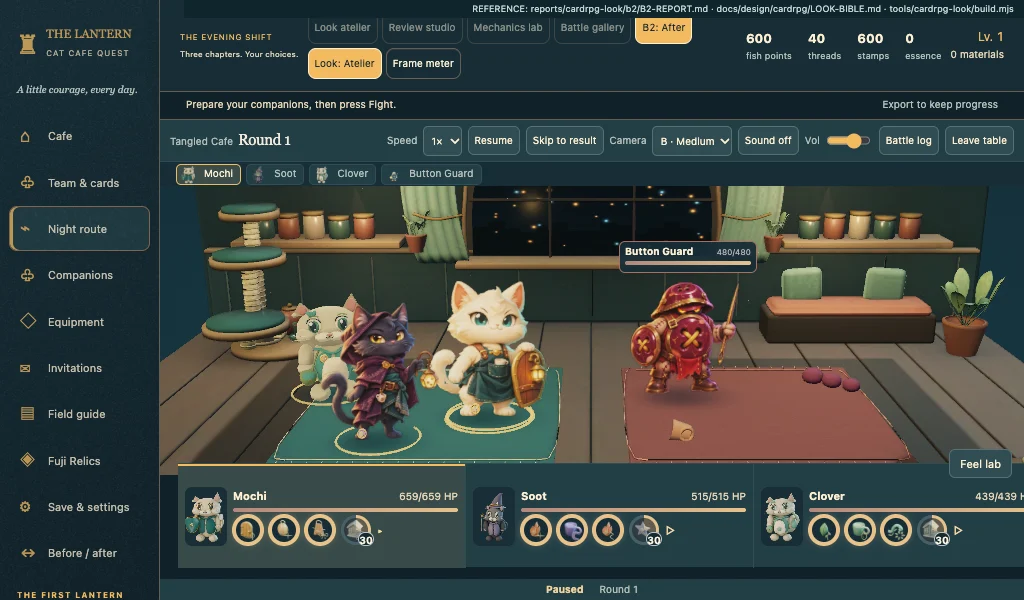 REFERENCE: reports/cardrpg-look/b2/B2-REPORT.md · docs/design/cardrpg/LOOK-BIBLE.md · tools/cardrpg-look/build.mjs
THE LANTERN
CAT CAFE QUEST
A little courage, every day.
Cafe
Team & cards
Night route
Companions
Equipment
Invitations
Field guide
Fuji Relics
Save & settings
Before / after
THE FIRST LANTERN
THE EVENING SHIFT
Three chapters. Your choices.
Look atelier
Review studio
Mechanics lab
Battle gallery
B2: After
Look: Atelier
Frame meter
600
fish points
40
threads
600
stamps
0
essence
Lv. 1
0 materials
Prepare your companions, then press Fight.
Export to keep progress
Tangled Cafe Round 1
Speed
1x
Resume
Skip to result
Camera
B · Medium
Sound off
Vol
Battle log
Leave table
Mochi
Soot
Clover
Button Guard
Button Guard 480/480
Feel lab
Mochi 659/659 HP
30
Soot 515/515 HP
30
Clover 439/439 H
30
Paused Round 1